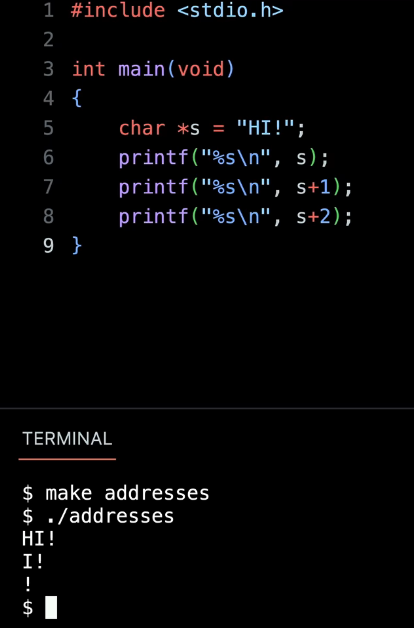 1 #include <stdio.h>
2
3 int main(void)
4 {
5     char *s = "HI!";
6     printf("%s\n", s);
7     printf("%s\n", s+1);
8     printf("%s\n", s+2);
9 }
TERMINAL
$ make addresses
$ ./addresses
HI!
I!
!
$